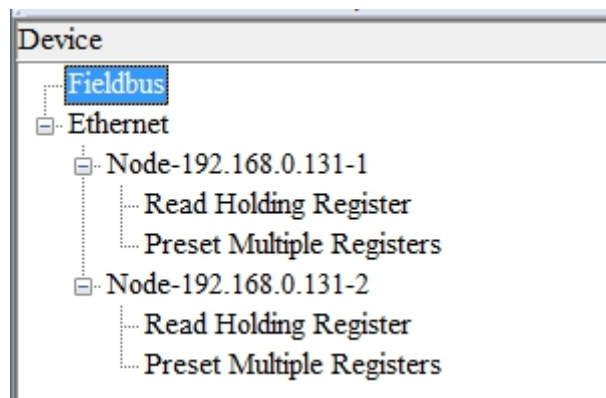 Device
Fieldbus
Ethernet
Node-192.168.0.131-1
Read Holding Register
Preset Multiple Registers
Node-192.168.0.131-2
Read Holding Register
Preset Multiple Registers